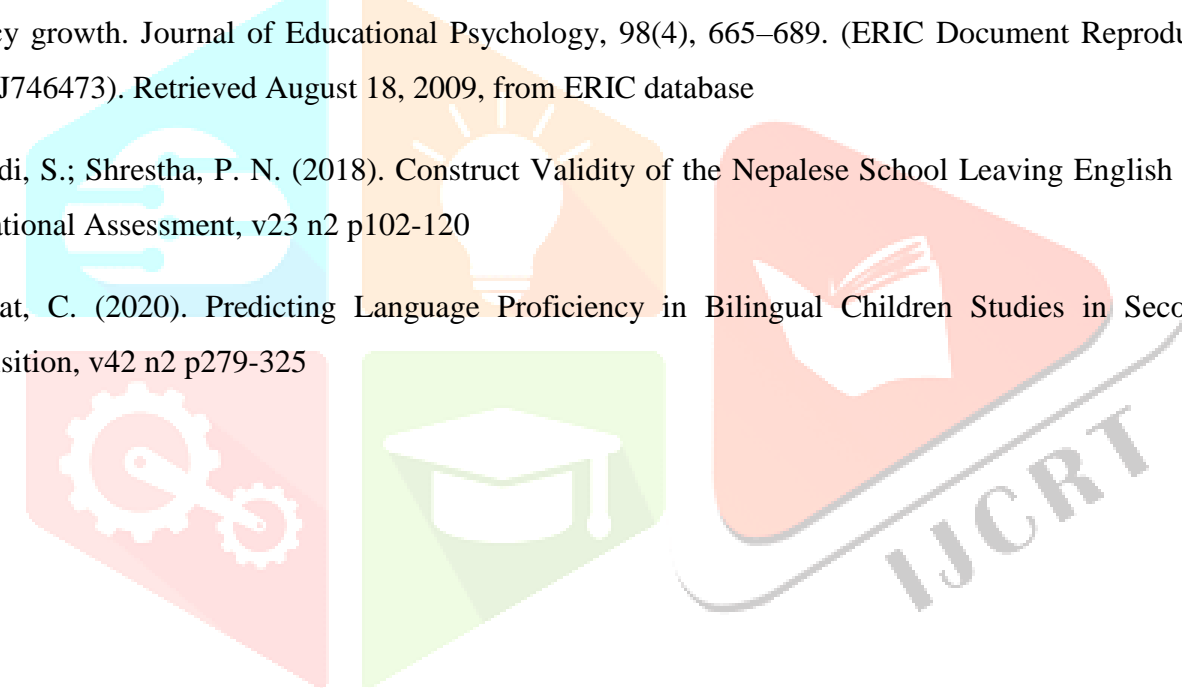 cy growth. Journal of Educational Psychology, 98(4), 665–689. (ERIC Document Reprodu
J746473). Retrieved August 18, 2009, from ERIC database
di, S.; Shrestha, P. N. (2018). Construct Validity of the Nepalese School Leaving English
ational Assessment, v23 n2 p102-120
at, C. (2020). Predicting Language Proficiency in Bilingual Children Studies in Seco
sition, v42 n2 p279-325
IJCRT